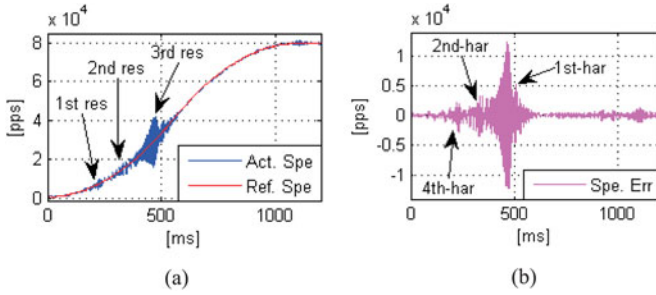 x 10^4
8
6
4
2
0
[pps]
1st res
2nd res
3rd res
Act. Spe
Ref. Spe
0 500 1000
[ms]
(a)
x 10^4
1
0.5
0
-0.5
-1
[pps]
2nd-har
1st-har
4th-har
Spe. Err
0 500 1000
[ms]
(b)